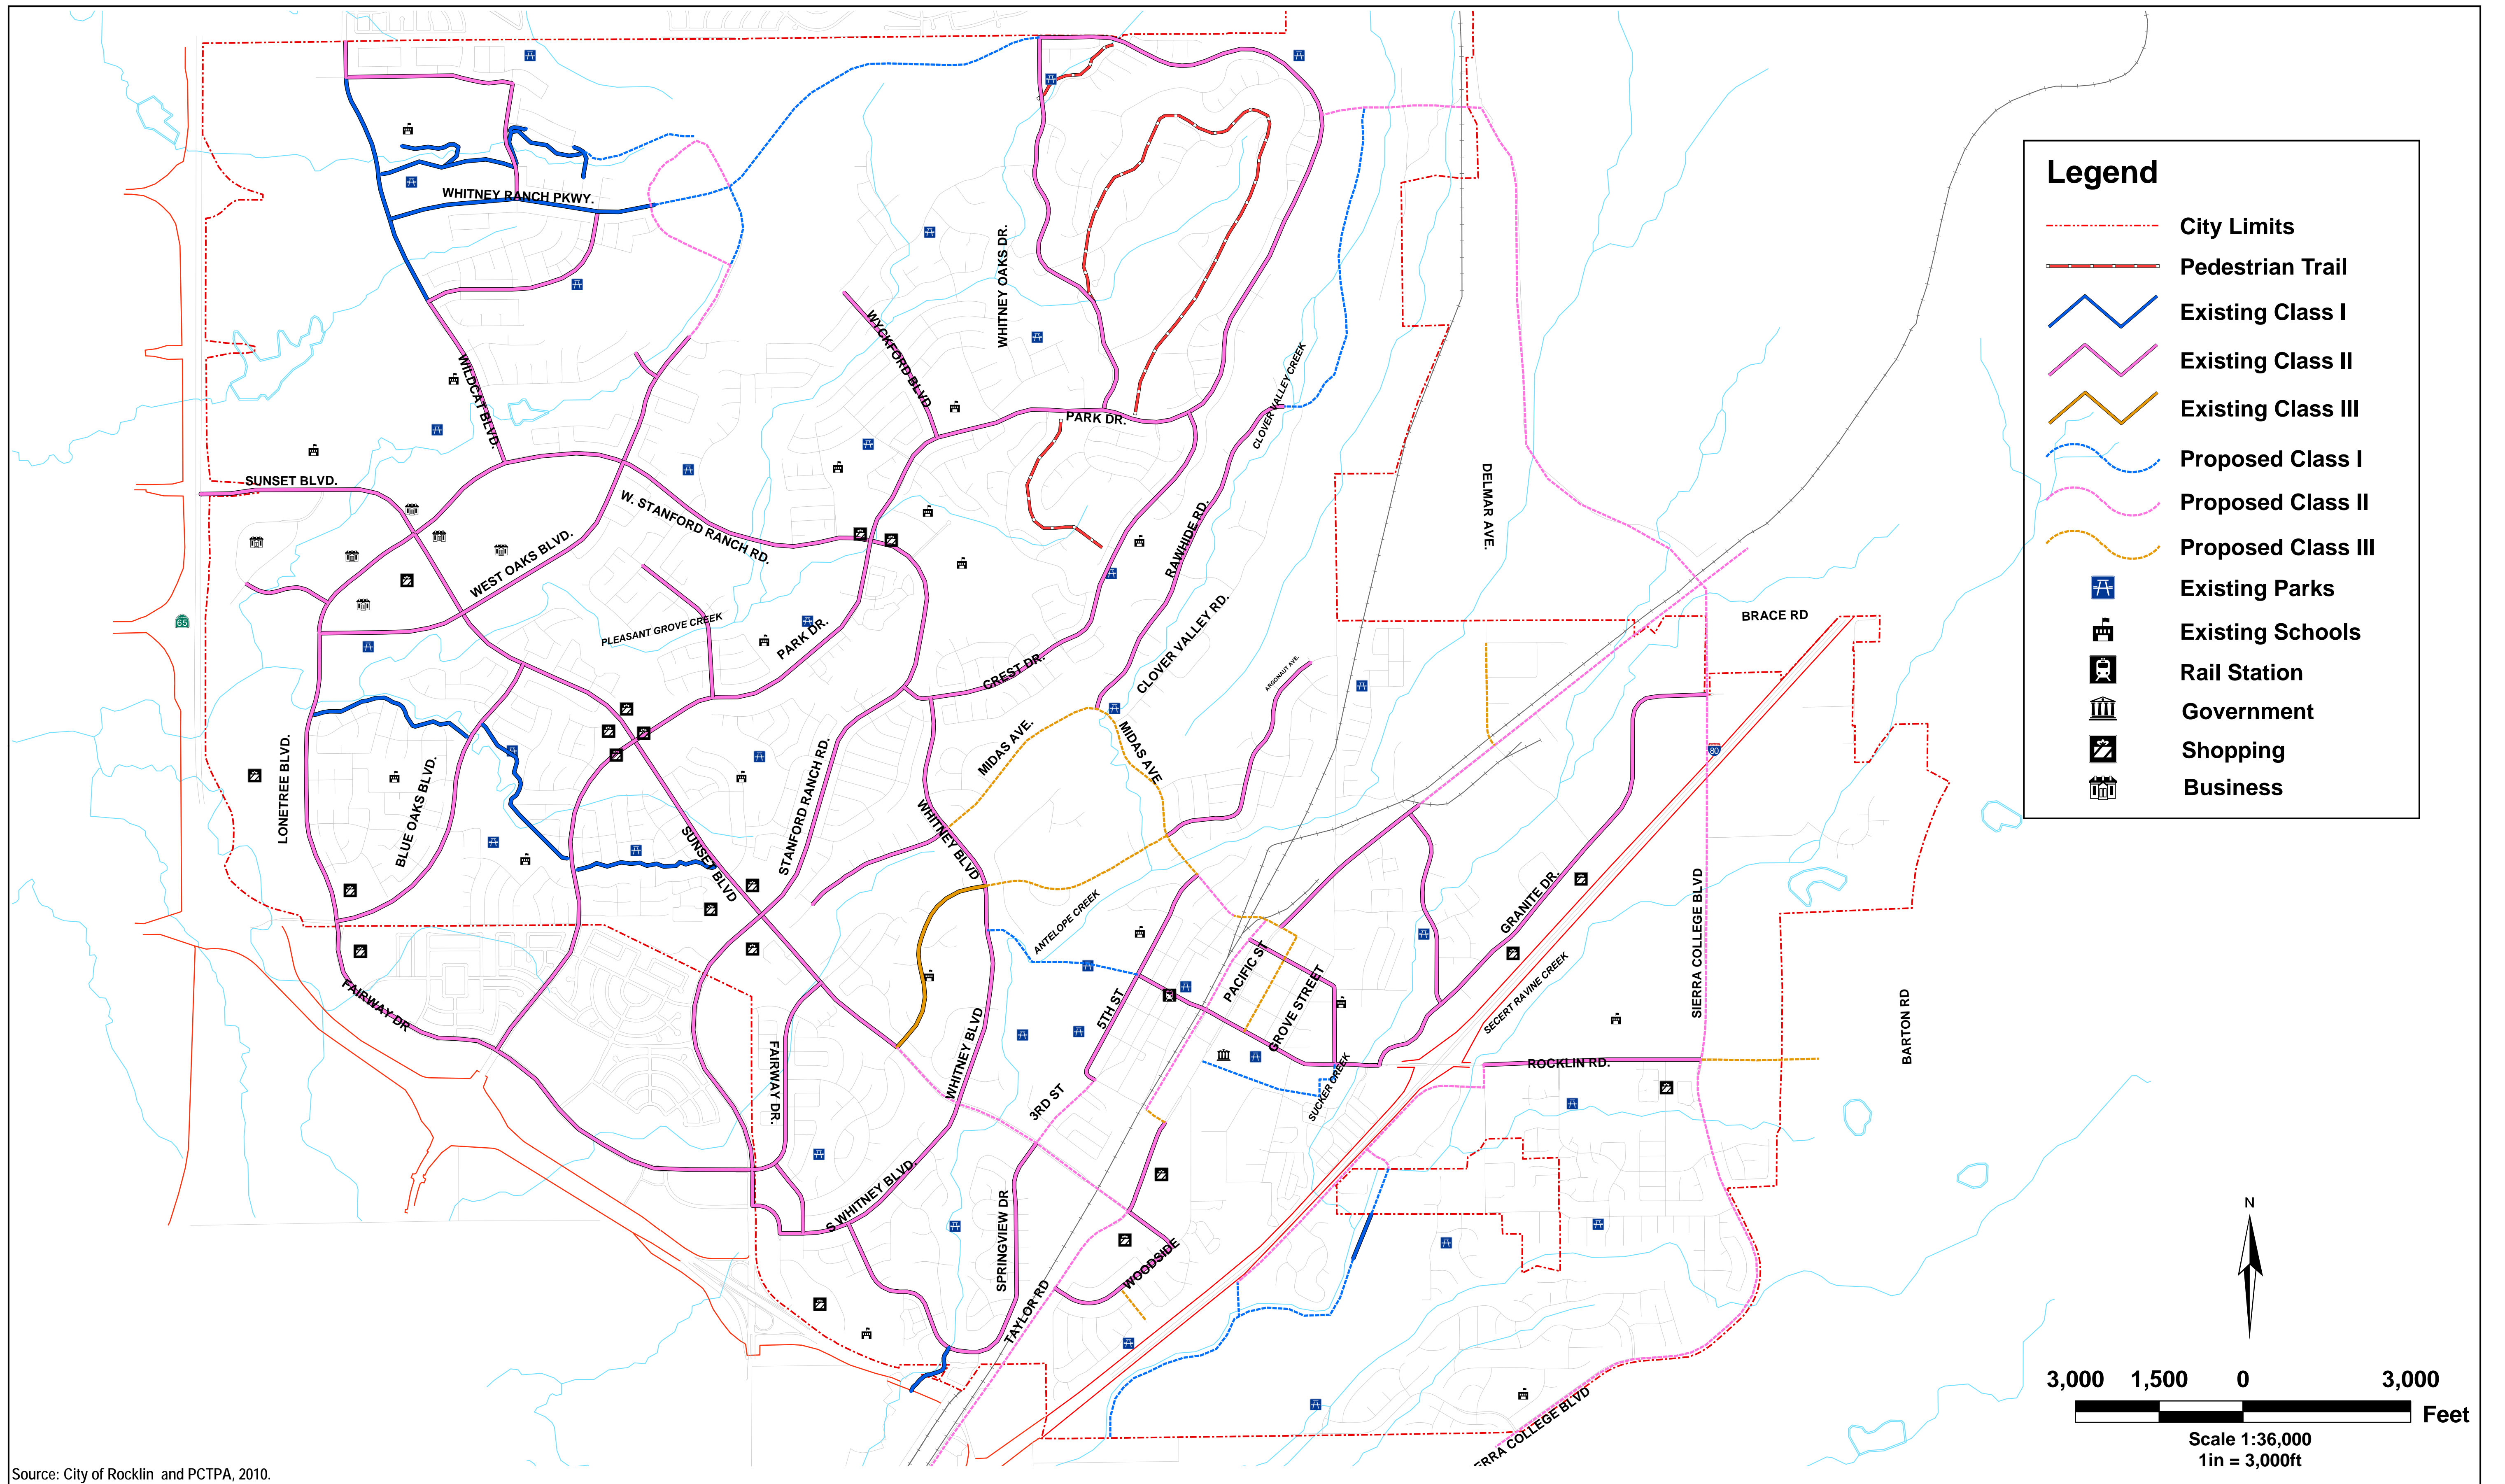 WHITNEY RANCH PKWY.
WHITNEY OAKS DR.
WYCKFORD BLVD
WILDCAT BLVD.
PARK DR.
CLOVER VALLEY CREEK
SUNSET BLVD.
W. STANFORD RANCH RD.
WEST OAKS BLVD.
RAWHIDE RD.
DELMAR AVE.
65
PLEASANT GROVE CREEK
PARK DR.
CREST DR.
CLOVER VALLEY RD.
ARGONAUT AVE.
BRACE RD
80
MIDAS AVE.
MIDAS AVE
LONETREE BLVD.
BLUE OAKS BLVD.
STANFORD RANCH RD.
SUNSET BLVD
WHITNEY BLVD
ANTELOPE CREEK
GRANITE DR.
SIERRA COLLEGE BLVD
PACIFIC ST
GROVE STREET
5TH ST
SECERT RAVINE CREEK
BARTON RD
FAIRWAY DR
FAIRWAY DR.
WHITNEY BLVD
ROCKLIN RD.
SUCKER CREEK
3RD ST
S WHITNEY BLVD.
SPRINGVIEW DR
WOODSIDE
TAYLOR RD
ERRA COLLEGE BLVD
Legend
City Limits
Pedestrian Trail
Existing Class I
Existing Class II
Existing Class III
Proposed Class I
Proposed Class II
Proposed Class III
Existing Parks
Existing Schools
Rail Station
Government
Shopping
Business
N
3,000 1,500 0 3,000
Feet
Scale 1:36,000
1in = 3,000ft
Source: City of Rocklin and PCTPA, 2010.